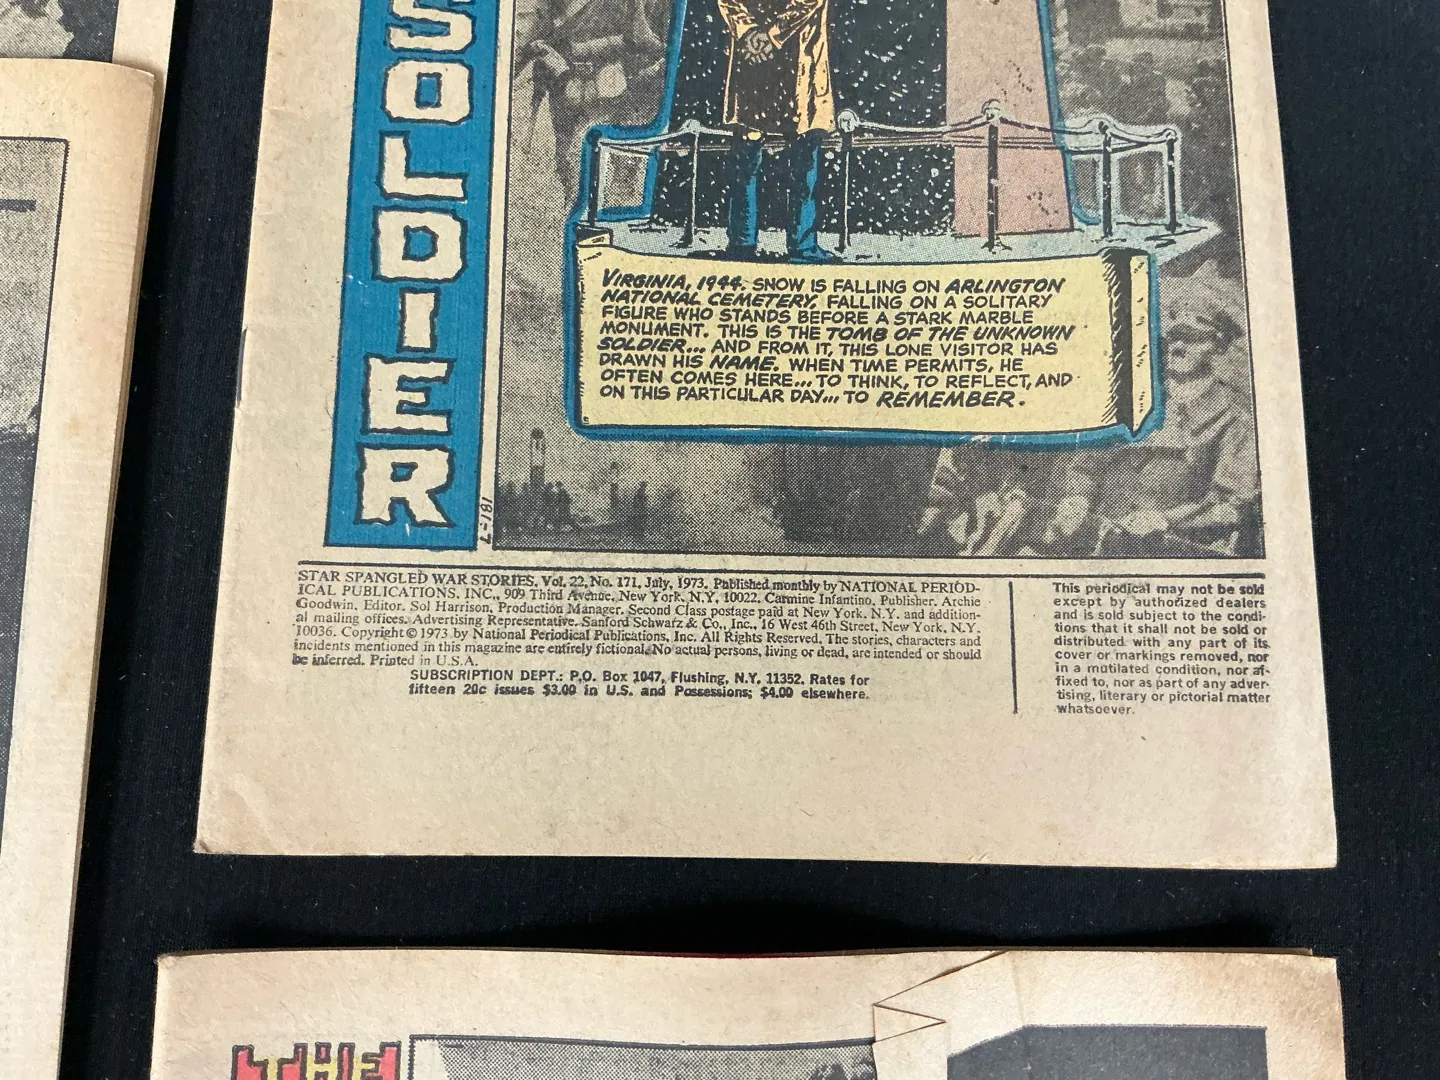 SOLDIER
VIRGINIA, 1944. SNOW IS FALLING ON ARLINGTON
NATIONAL CEMETERY. FALLING ON A SOLITARY
FIGURE WHO STANDS BEFORE A STARK MARBLE
MONUMENT. THIS IS THE TOMB OF THE UNKNOWN
SOLDIER... AND FROM IT, THIS LONE VISITOR HAS
DRAWN HIS NAME. WHEN TIME PERMITS, HE
OFTEN COMES HERE... TO THINK, TO REFLECT, AND
ON THIS PARTICULAR DAY... TO REMEMBER.
181-7
STAR SPANGLED WAR STORIES, Vol. 22, No. 171, July, 1973. Published monthly by NATIONAL PERIOD-
ICAL PUBLICATIONS, INC., 909 Third Avenue, New York, N.Y. 10022. Carmine Infantino, Publisher. Archie
Goodwin, Editor. Sol Harrison, Production Manager. Second Class postage paid at New York, N.Y. and addition-
al mailing offices. Advertising Representative. Sanford Schwarz & Co., Inc., 16 West 46th Street, New York, N.Y.
10036. Copyright © 1973 by National Periodical Publications, Inc. All Rights Reserved. The stories, characters and
incidents mentioned in this magazine are entirely fictional. No actual persons, living or dead, are intended or should
be inferred. Printed in U.S.A.
SUBSCRIPTION DEPT.: P.O. Box 1047, Flushing, N.Y. 11352. Rates for
fifteen 20c issues $3.00 in U.S. and Possessions; $4.00 elsewhere.
This periodical may not be sold
except by authorized dealers
and is sold subject to the condi-
tions that it shall not be sold or
distributed with any part of its
cover or markings removed, nor
in a mutilated condition, nor af-
fixed to, nor as part of any adver-
tising, literary or pictorial matter
whatsoever.
THE